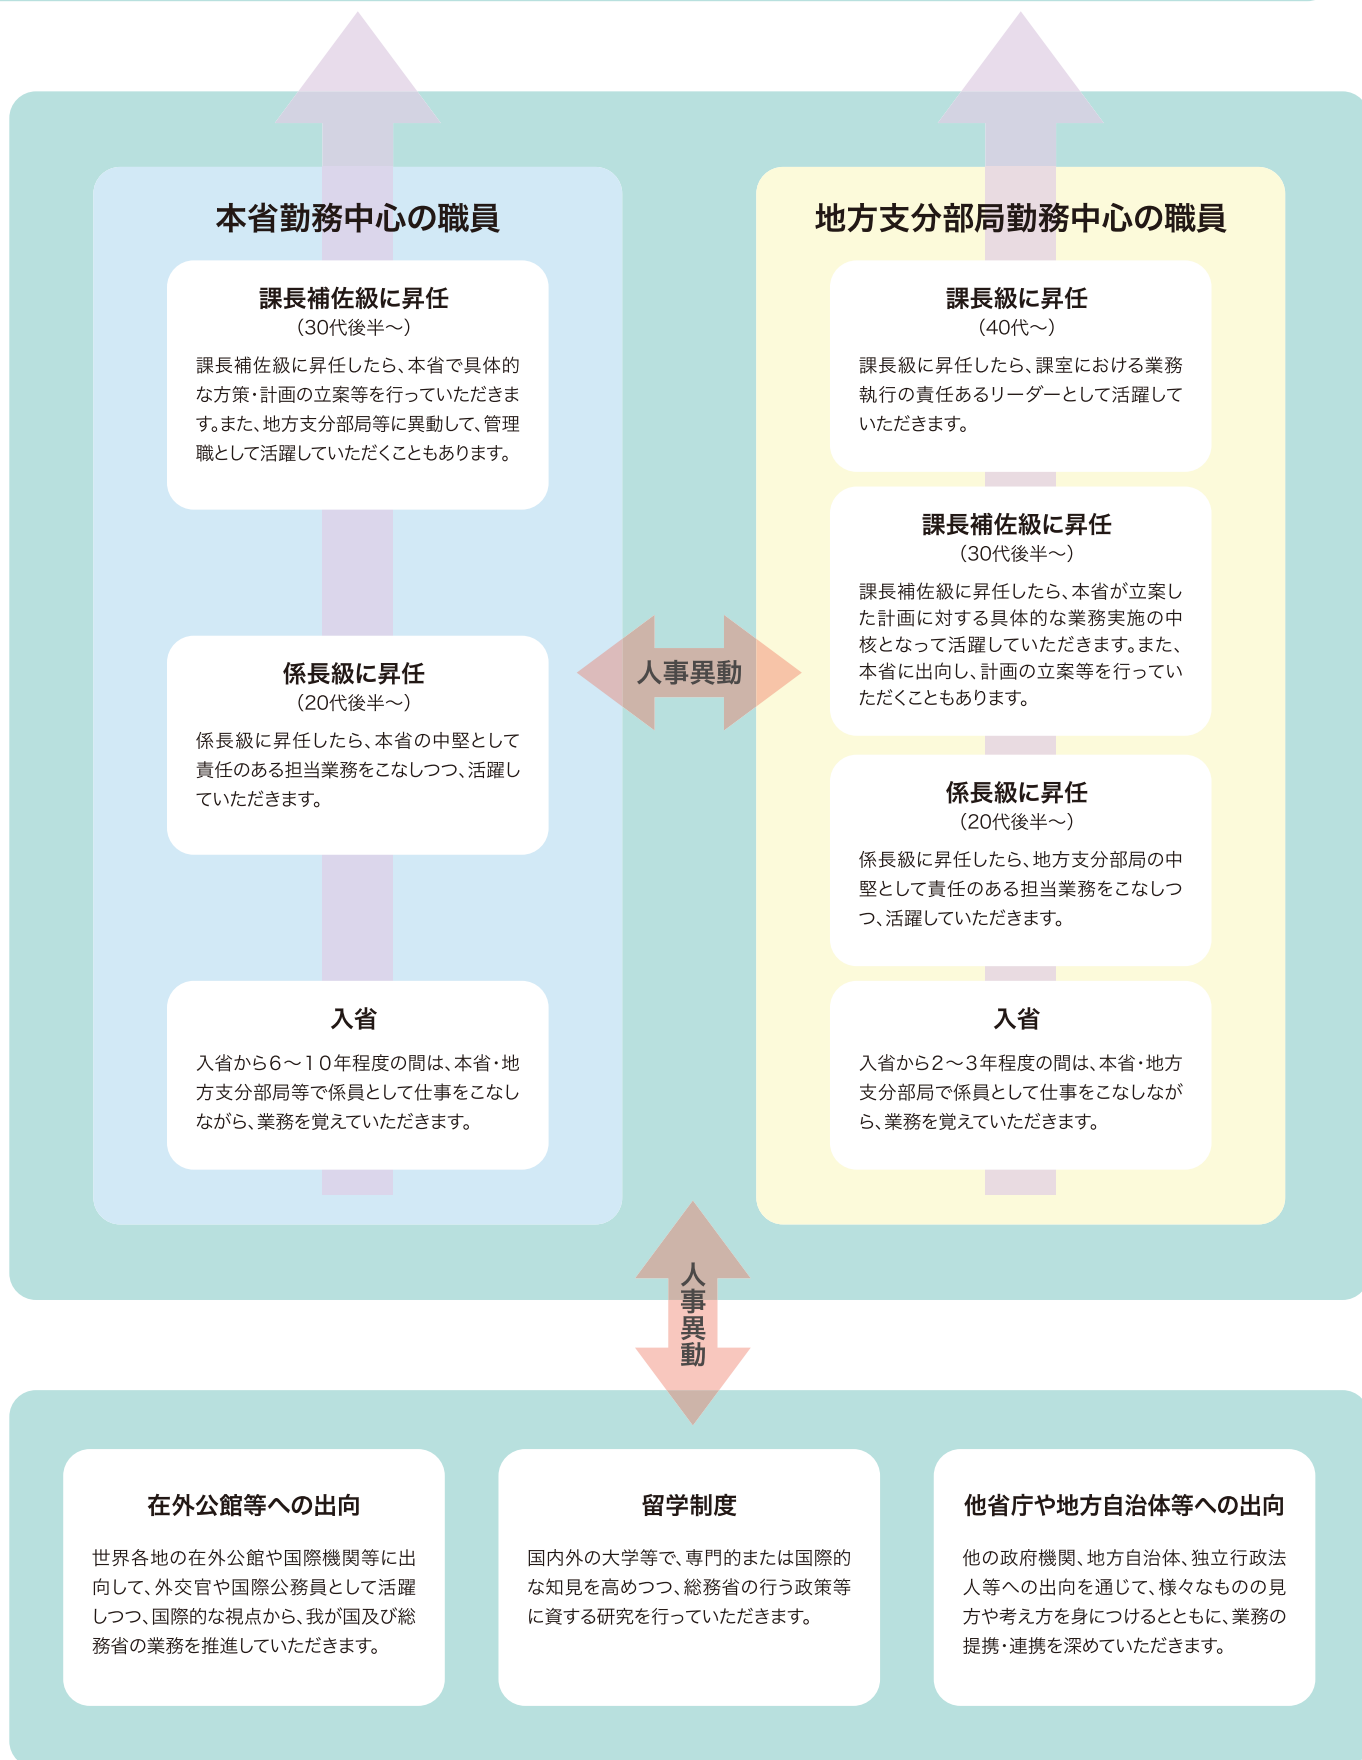 本省勤務中心の職員
課長補佐級に昇任
（30代後半～）
課長補佐級に昇任したら、本省で具体的
な方策・計画の立案等を行っていただきま
す。また、地方支分部局等に異動して、管理
職として活躍していただくこともあります。
係長級に昇任
（20代後半～）
係長級に昇任したら、本省の中堅として
責任のある担当業務をこなしつつ、活躍し
ていただきます。
入省
入省から６～１０年程度の間は、本省・地
方支分部局等で係員として仕事をこなし
ながら、業務を覚えていただきます。
人事異動
地方支分部局勤務中心の職員
課長級に昇任
（40代～）
課長級に昇任したら、課室における業務
執行の責任あるリーダーとして活躍して
いただきます。
課長補佐級に昇任
（30代後半～）
課長補佐級に昇任したら、本省が立案し
た計画に対する具体的な業務実施の中
核となって活躍していただきます。また、
本省に出向し、計画の立案等を行ってい
ただくこともあります。
係長級に昇任
（20代後半～）
係長級に昇任したら、地方支分部局の中
堅として責任のある担当業務をこなしつ
つ、活躍していただきます。
入省
入省から２～３年程度の間は、本省・地方
支分部局で係員として仕事をこなしなが
ら、業務を覚えていただきます。
人事異動
在外公館等への出向
世界各地の在外公館や国際機関等に出
向して、外交官や国際公務員として活躍
しつつ、国際的な視点から、我が国及び総
務省の業務を推進していただきます。
留学制度
国内外の大学等で、専門的または国際的
な知見を高めつつ、総務省の行う政策等
に資する研究を行っていただきます。
他省庁や地方自治体等への出向
他の政府機関、地方自治体、独立行政法
人等への出向を通じて、様々なものの見
方や考え方を身につけるとともに、業務の
提携・連携を深めていただきます。